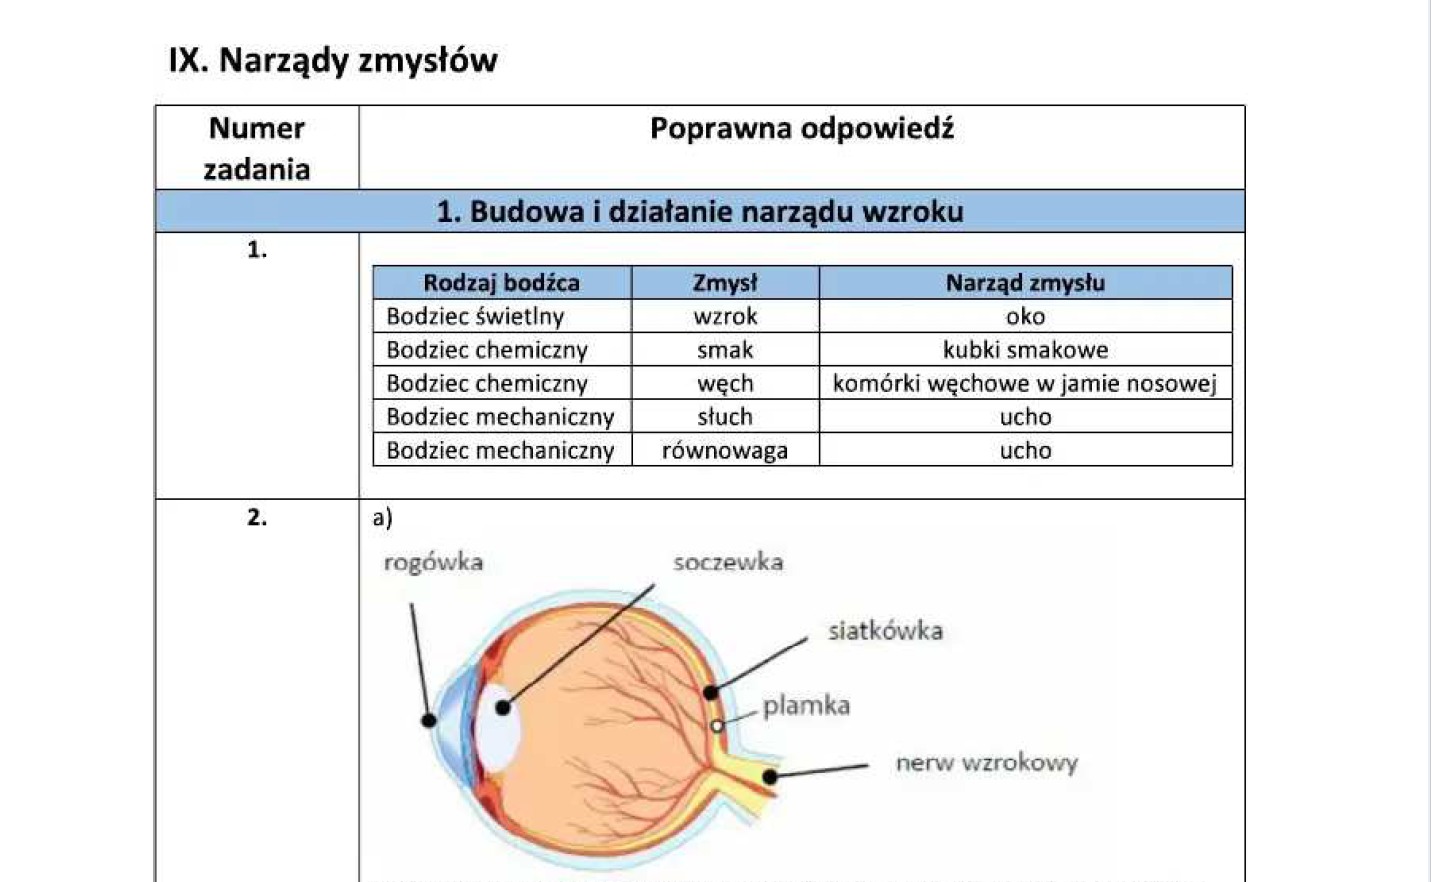 IX. Narządy zmysłów
Numer zadania
Poprawna odpowiedź
1. Budowa i działanie narządu wzroku
1.
Rodzaj bodźca Zmysł Narząd zmysłu
Bodziec świetlny wzrok oko
Bodziec chemiczny smak kubki smakowe
Bodziec chemiczny węch komórki węchowe w jamie nosowej
Bodziec mechaniczny słuch ucho
Bodziec mechaniczny równowaga ucho
2.
a)
rogówka soczewka
siatkówka
plamka
nerw wzrokowy